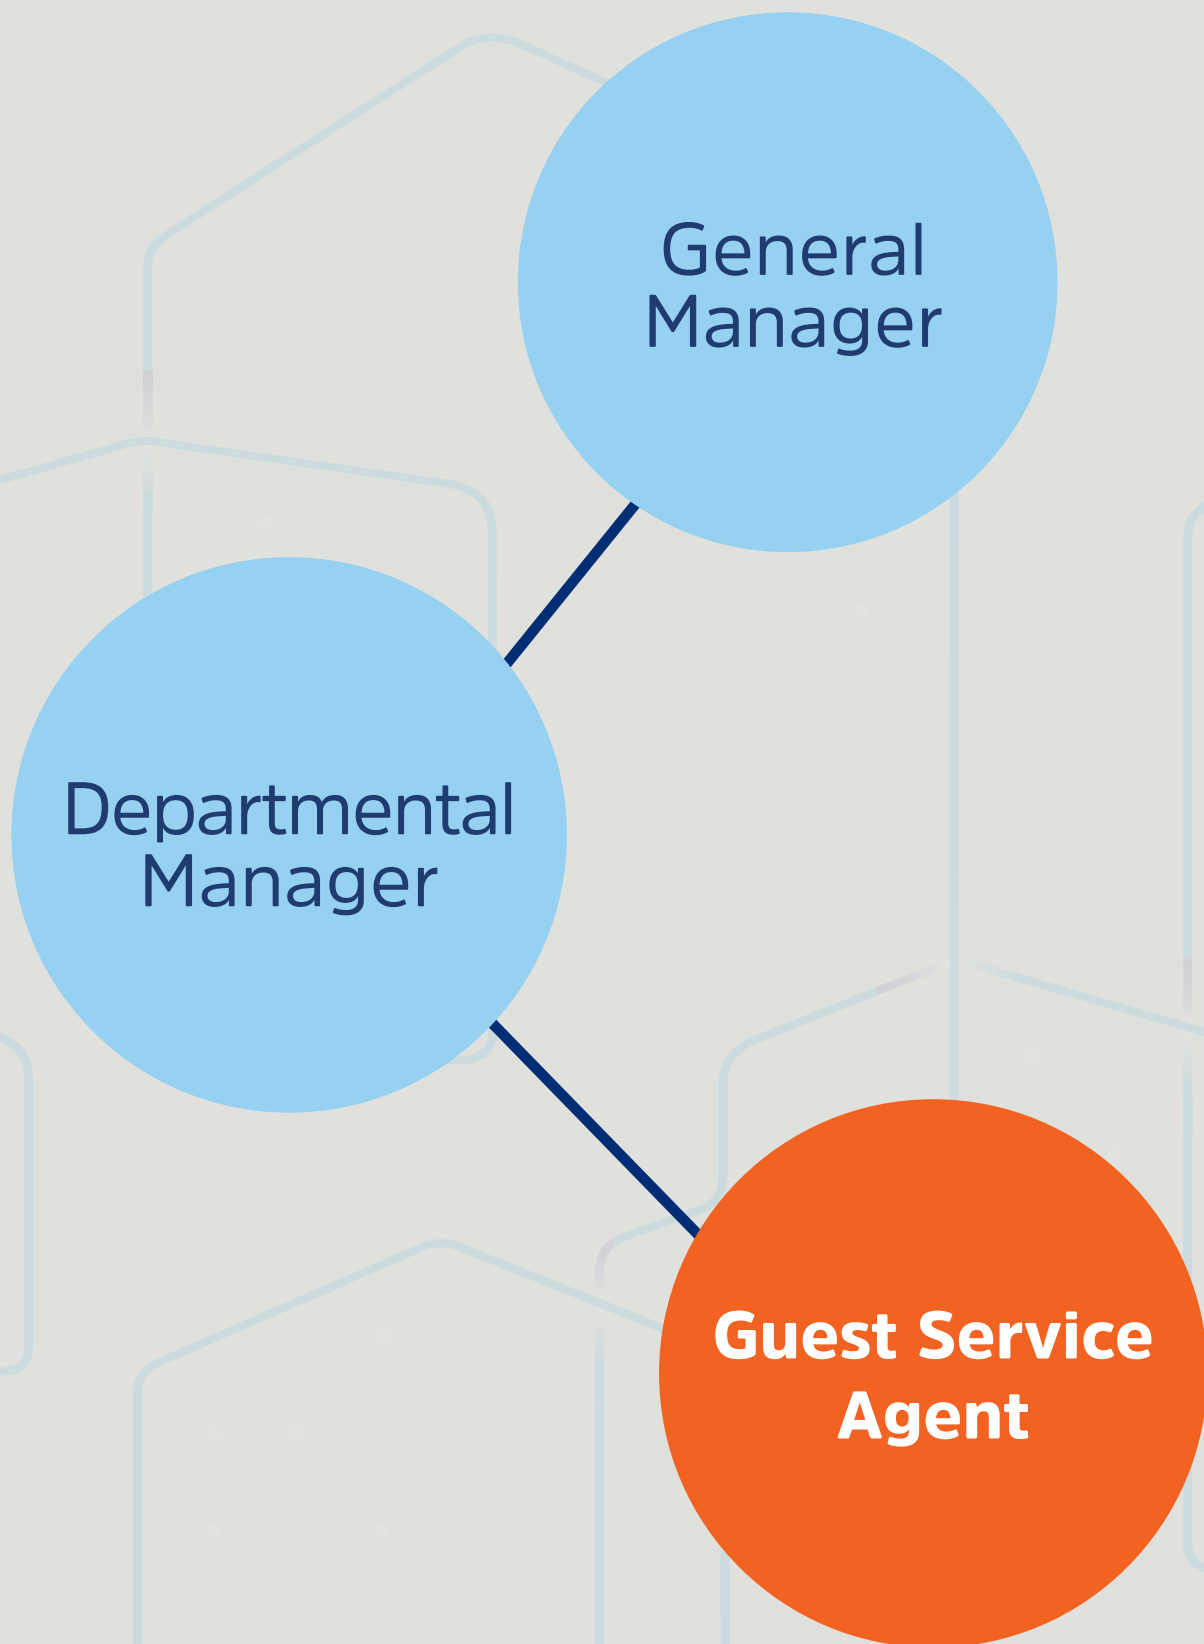 General
Manager
Departmental
Manager
Guest Service
Agent